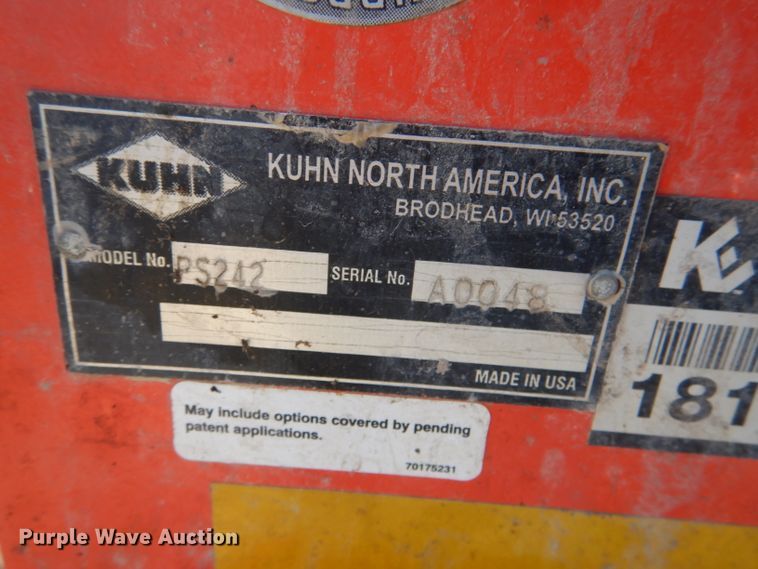 KUHN
KUHN NORTH AMERICA, INC.
BRODHEAD, WI 53520
MODEL No. PS242
SERIAL No. A0048
MADE IN USA
181
May include options covered by pending
patent applications.
70175231
Purple Wave Auction